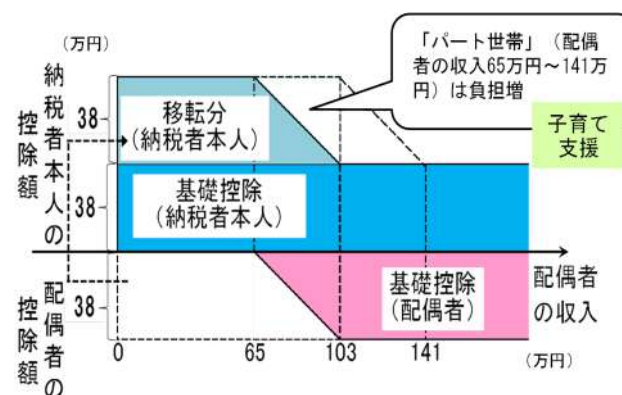 (万円)
納税者本人の
控除額
配偶者の
控除額
38
38
38
移転分
(納税者本人)
基礎控除
(納税者本人)
基礎控除
(配偶者)
「パート世帯」(配偶
者の収入65万円~141万
円)は負担増
子育て
支援
配偶者
の収入
0
65
103
141
(万円)